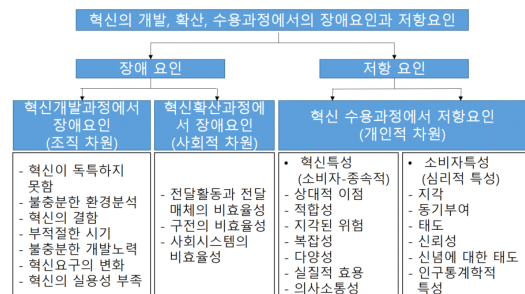 혁신의 개발, 확산, 수용과정에서의 장애요인과 저항요인
장애 요인
저항 요인
혁신개발과정에서
장애요인
(조직 차원)
혁신확산과정에
서 장애요인
(사회적 차원)
혁신 수용과정에서 저항요인
(개인적 차원)
- 혁신이 독특하지
못함
- 불충분한 환경분석
- 혁신의 결함
- 부적절한 시기
- 불충분한 개발노력
- 혁신요구의 변화
- 혁신의 실용성 부족
- 전달활동과 전달
매체의 비효율성
- 구전의 비효율성
- 사회시스템의
비효율성
• 혁신특성
(소비자-종속적)
- 상대적 이점
- 적합성
- 지각된 위험
- 복잡성
- 다양성
- 실질적 효용
- 의사소통성
• 소비자특성
(심리적 특성)
- 지각
- 동기부여
- 태도
- 신뢰성
- 신념에 대한 태도
- 인구통계학적
특성